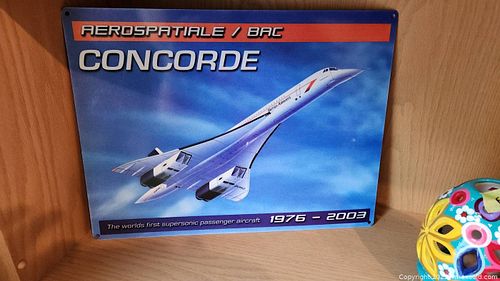 AEROSPATIALE / BAC
CONCORDE
The worlds first supersonic passenger aircraft
1976 - 2003